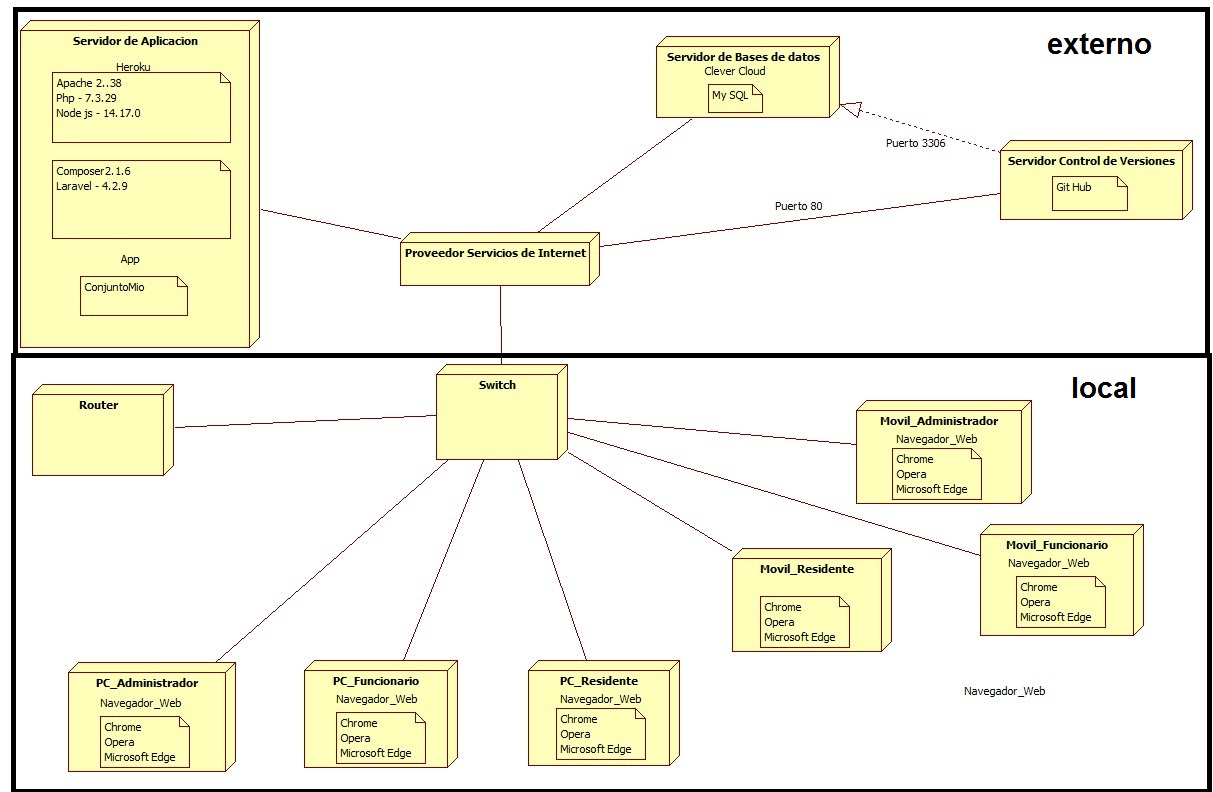 externo
Servidor de Aplicacion
Heroku
Apache 2..38
Php - 7.3.29
Node js - 14.17.0
Composer2.1.6
Laravel - 4.2.9
App
ConjuntoMio
Servidor de Bases de datos
Clever Cloud
My SQL
Puerto 3306
Servidor Control de Versiones
Git Hub
Puerto 80
Proveedor Servicios de Internet
local
Switch
Router
Movil_Administrador
Navegador_Web
Chrome
Opera
Microsoft Edge
Movil_Funcionario
Navegador_Web
Chrome
Opera
Microsoft Edge
Movil_Residente
Chrome
Opera
Microsoft Edge
PC_Administrador
Navegador_Web
Chrome
Opera
Microsoft Edge
PC_Funcionario
Navegador_Web
Chrome
Opera
Microsoft Edge
PC_Residente
Navegador_Web
Chrome
Opera
Microsoft Edge
Navegador_Web